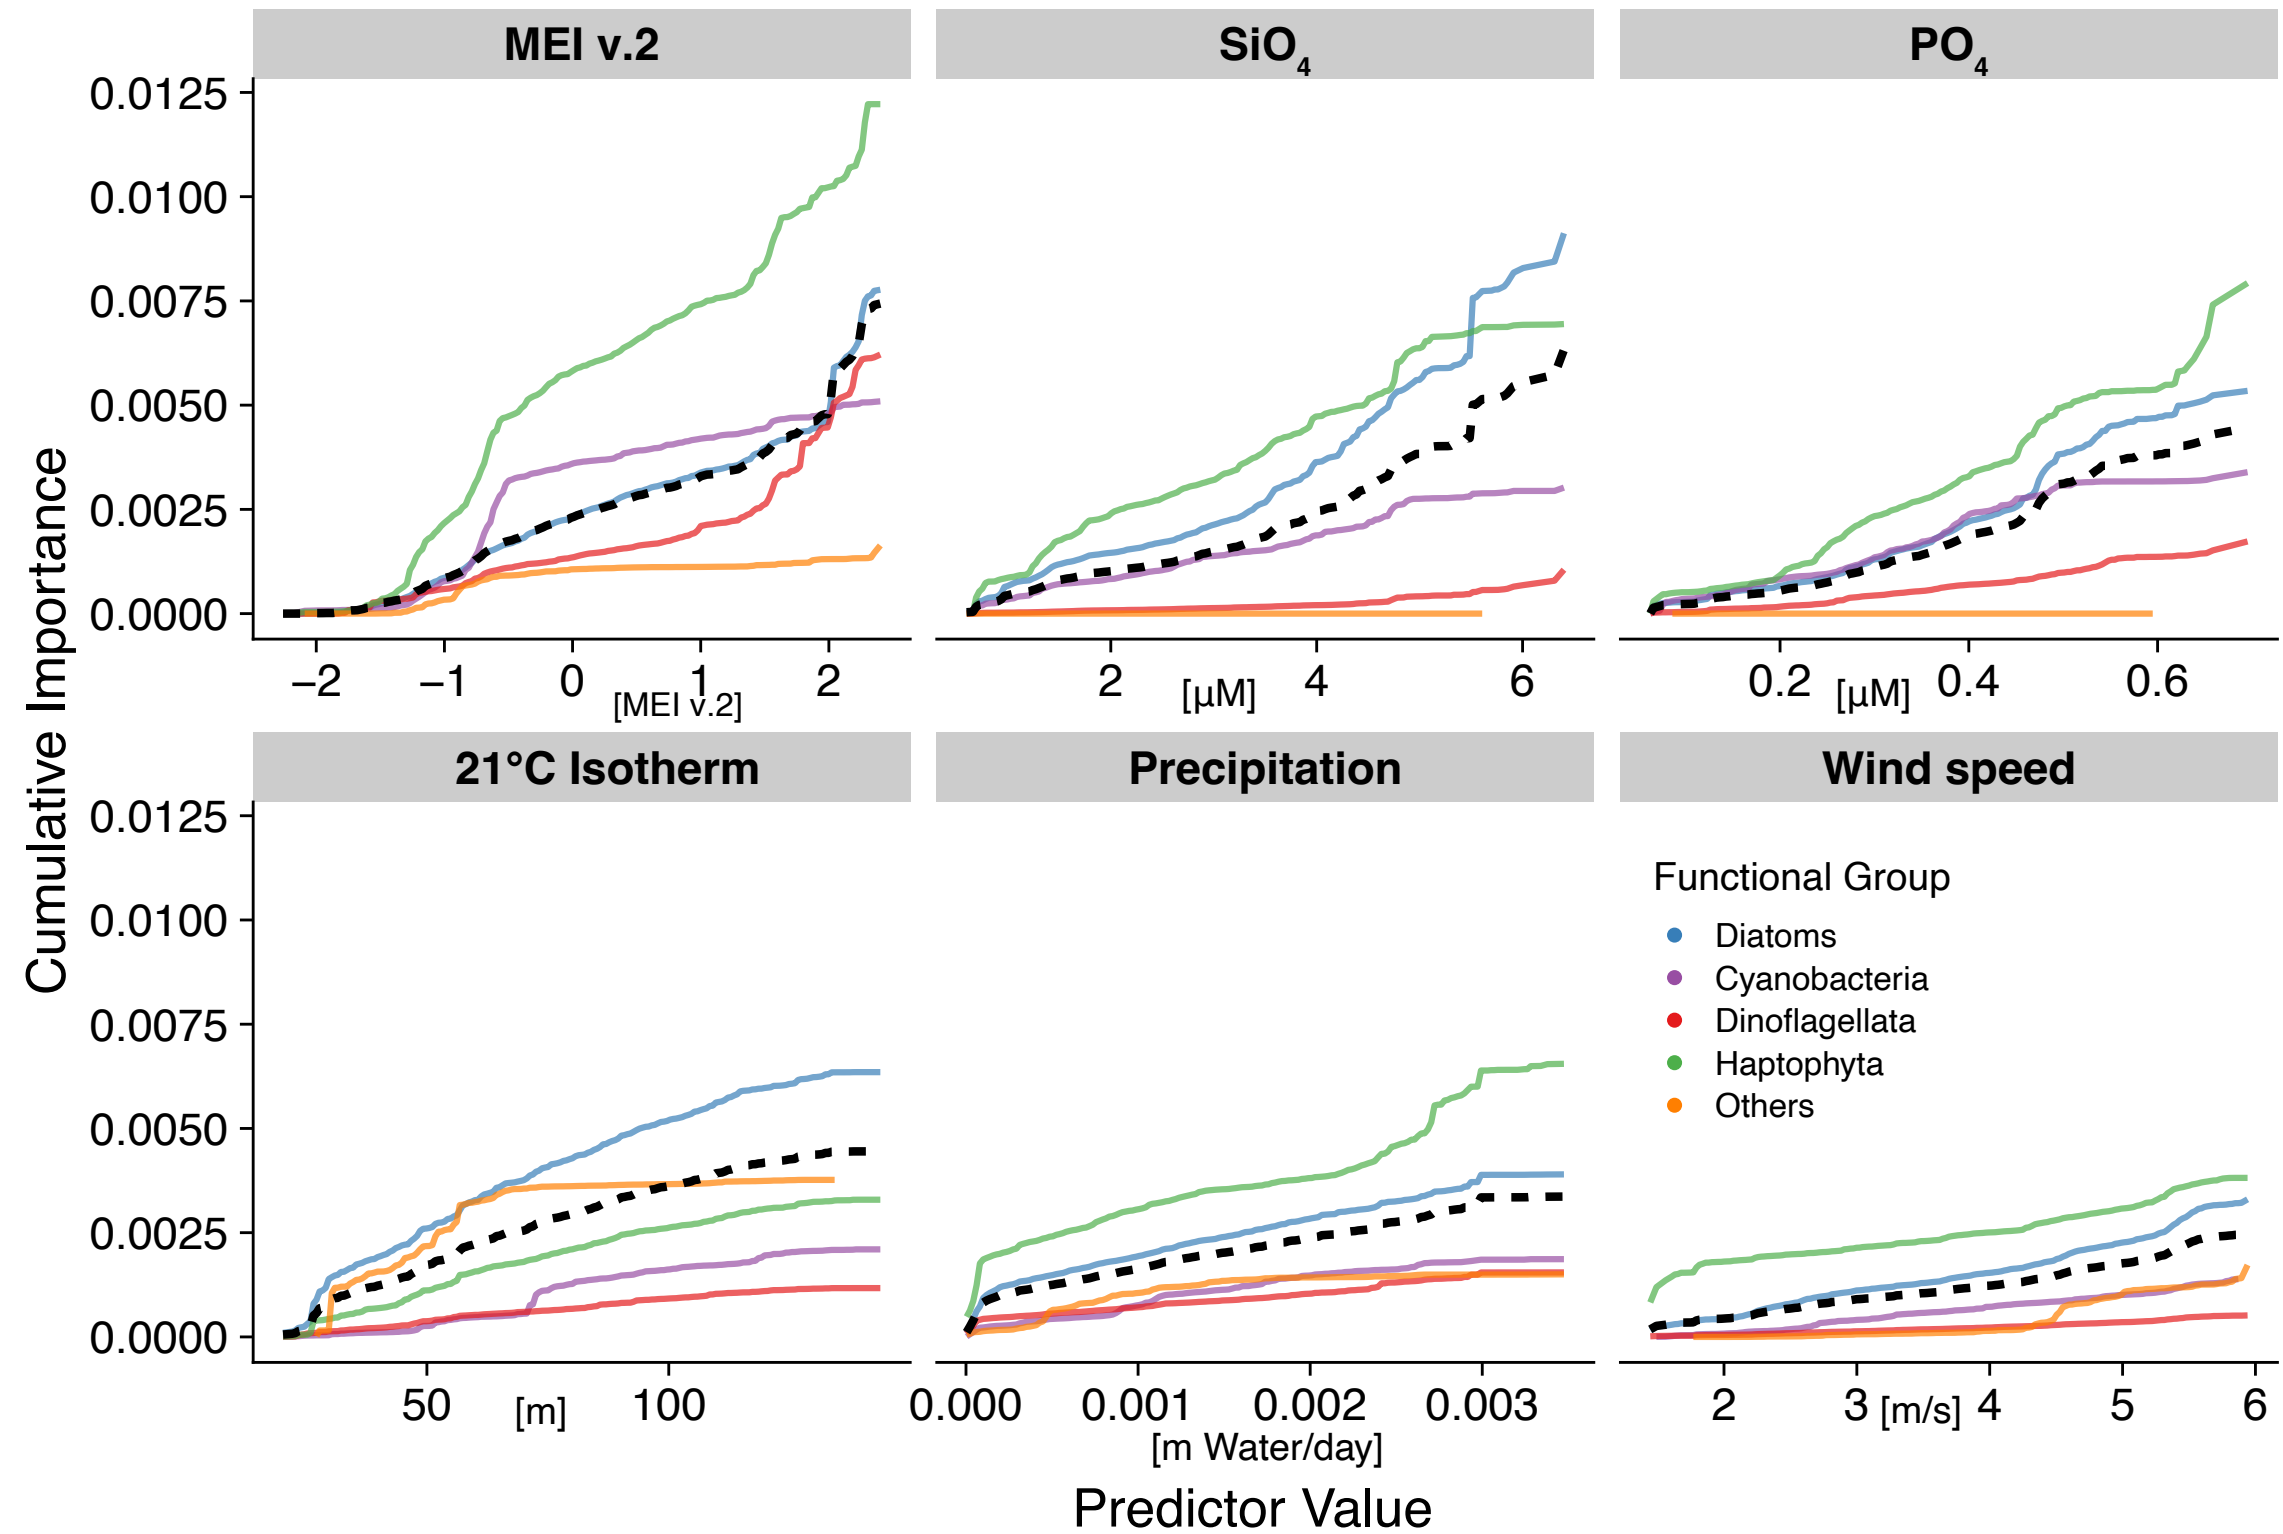 MEI v.2
SiO₄
PO₄
0.0125
0.0100
0.0075
0.0050
0.0025
0.0000
−2 −1 0 1 2
[MEI v.2]
2 4 6
[µM]
0.2 0.4 0.6
[µM]
Cumulative Importance
21°C Isotherm
Precipitation
Wind speed
0.0125
0.0100
0.0075
0.0050
0.0025
0.0000
Functional Group
Diatoms
Cyanobacteria
Dinoflagellata
Haptophyta
Others
50 100
[m]
0.000 0.001 0.002 0.003
[m Water/day]
2 3 4 5 6
[m/s]
Predictor Value